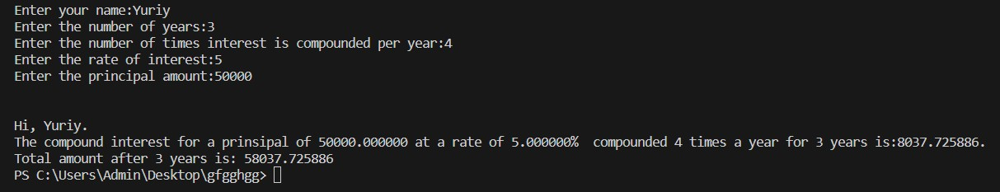 Enter your name:Yuriy
Enter the number of years:3
Enter the number of times interest is compounded per year:4
Enter the rate of interest:5
Enter the principal amount:50000
Hi, Yuriy.
The compound interest for a prinsipal of 50000.000000 at a rate of 5.000000%  compounded 4 times a year for 3 years is:8037.725886.
Total amount after 3 years is: 58037.725886
PS C:\Users\Admin\Desktop\gfgghgg>